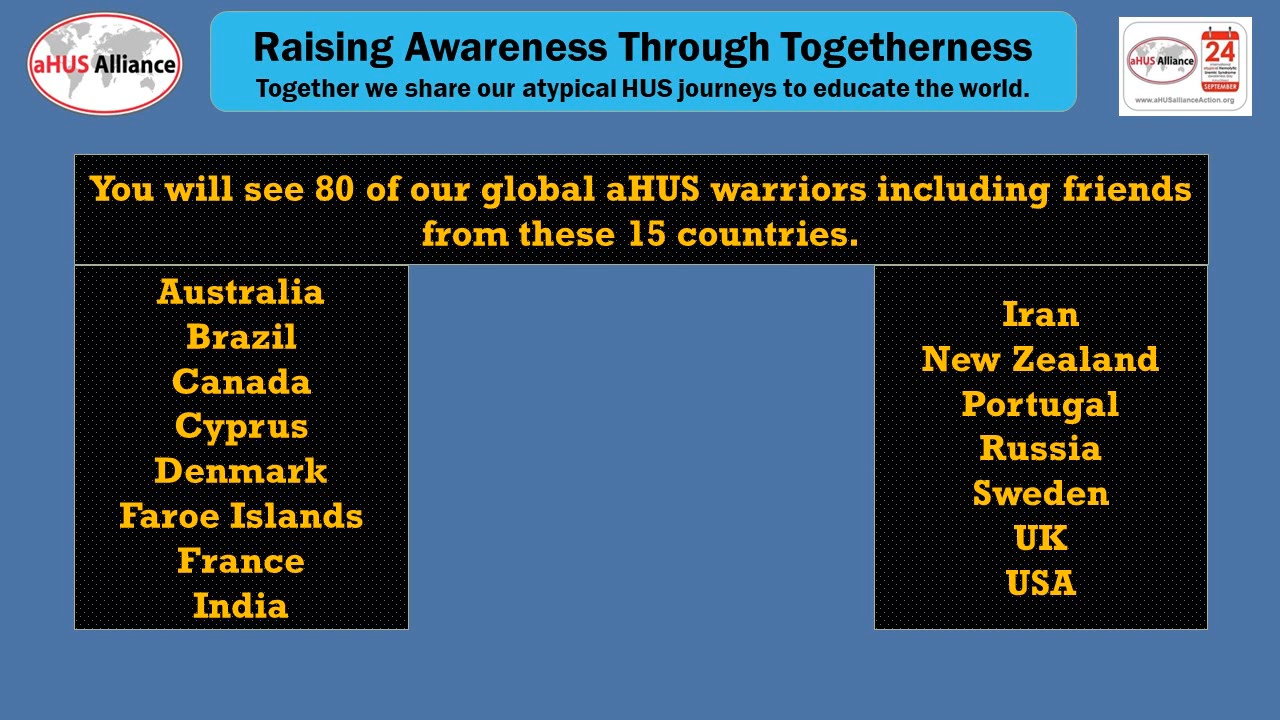 aHUS Alliance
Raising Awareness Through Togetherness
Together we share our atypical HUS journeys to educate the world.
aHUS Alliance
24
SEPTEMBER
www.aHUSallianceAction.org
You will see 80 of our global aHUS warriors including friends
from these 15 countries.
Australia
Brazil
Canada
Cyprus
Denmark
Faroe Islands
France
India
Iran
New Zealand
Portugal
Russia
Sweden
UK
USA